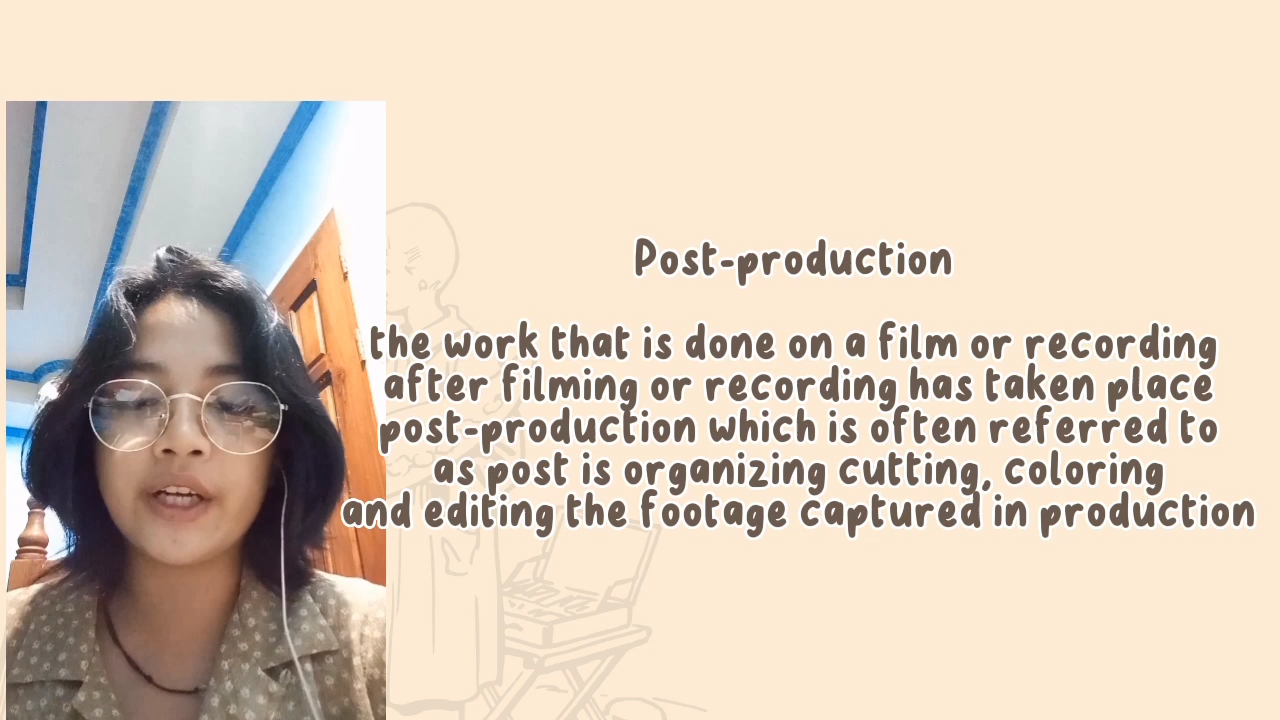 Post-production
the work that is done on a film or recording
after filming or recording has taken place
post-production which is often referred to
as post is organizing cutting, coloring
and editing the footage captured in production